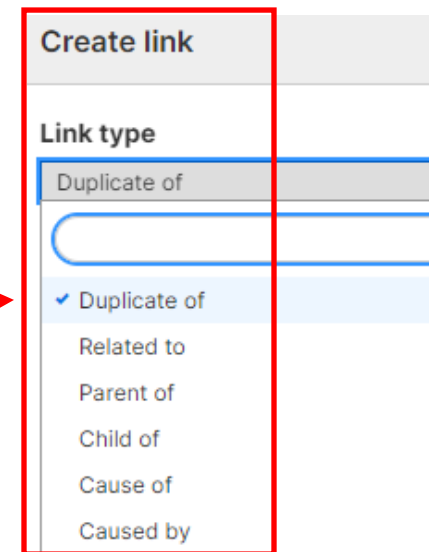 Create link
Link type
Duplicate of
Duplicate of
Related to
Parent of
Child of
Cause of
Caused by